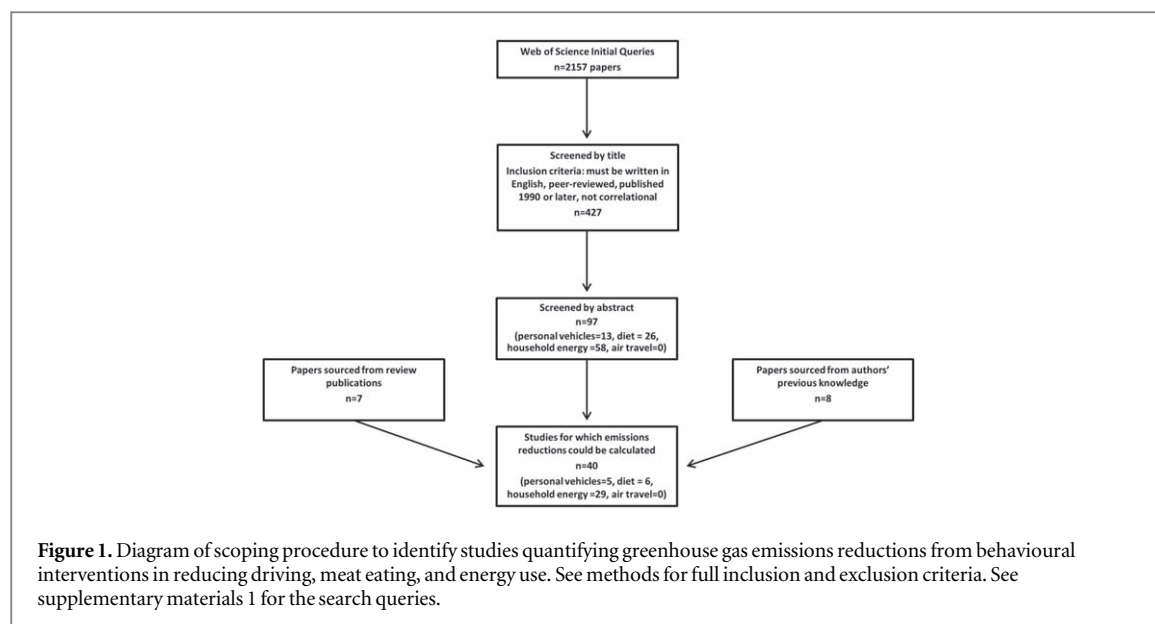 Web of Science Initial Queries
n=2157 papers
Screened by title
Inclusion criteria: must be written in
English, peer-reviewed, published
1990 or later, not correlational
n=427
Screened by abstract
n=97
(personal vehicles=13, diet = 26,
household energy =58, air travel=0)
Papers sourced from review
publications
n=7
Papers sourced from authors'
previous knowledge
n=8
Studies for which emissions
reductions could be calculated
n=40
(personal vehicles=5, diet = 6,
household energy =29, air travel=0)
Figure 1. Diagram of scoping procedure to identify studies quantifying greenhouse gas emissions reductions from behavioural
interventions in reducing driving, meat eating, and energy use. See methods for full inclusion and exclusion criteria. See
supplementary materials 1 for the search queries.